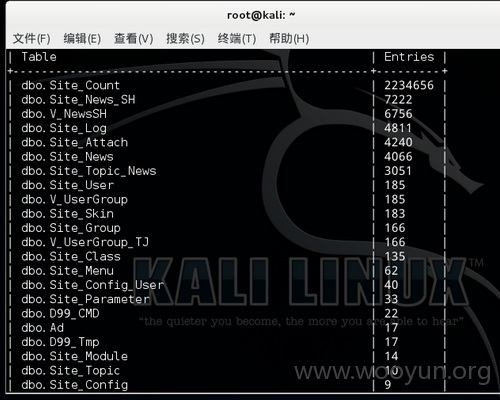 root@kali: ~
文件(F) 编辑(E) 查看(V) 搜索(S) 终端(T) 帮助(H)
| Table | Entries |
+---------------------------------------------+---------+
| dbo.Site_Count | 2234656 |
| dbo.Site_News_SH | 7222 |
| dbo.V_NewsSH | 6756 |
| dbo.Site_Log | 4811 |
| dbo.Site_Attach | 4240 |
| dbo.Site_News | 4066 |
| dbo.Site_Topic_News | 3051 |
| dbo.Site_User | 185 |
| dbo.V_UserGroup | 185 |
| dbo.Site_Skin | 183 |
| dbo.Site_Group | 166 |
| dbo.V_UserGroup_TJ | 166 |
| dbo.Site_Class | 135 |
| dbo.Site_Menu | 62 |
| dbo.Site_Config_User | 40 |
| dbo.Site_Parameter | 33 |
| dbo.D99_CMD | 22 |
| dbo.Ad | 17 |
| dbo.D99_Tmp | 17 |
| dbo.Site_Module | 14 |
| dbo.Site_Topic | 10 |
| dbo.Site_Config | 9 |
KALI LINUX™
"the quieter you become, the more you are able to hear"
www.wooyun.org